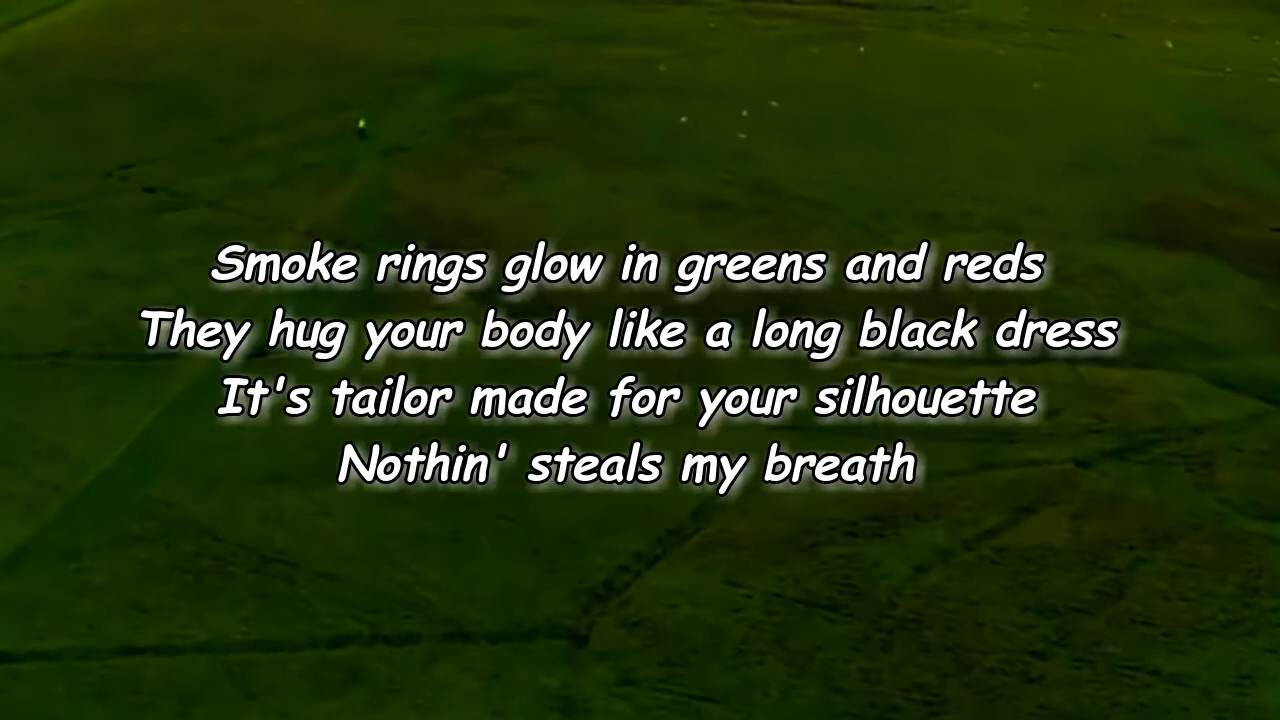 Smoke rings glow in greens and reds
They hug your body like a long black dress
It's tailor made for your silhouette
Nothin' steals my breath